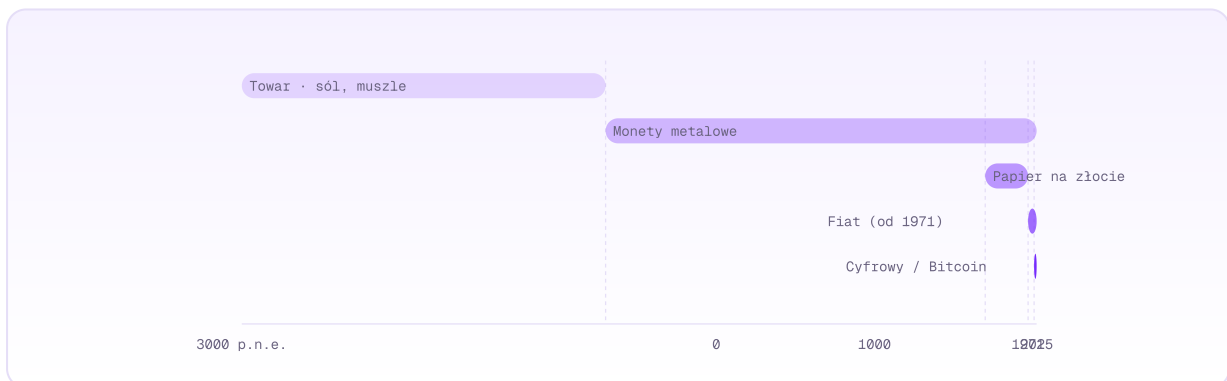 Towar · sól, muszle
Monety metalowe
Papier na złocie
Fiat (od 1971)
Cyfrowy / Bitcoin
3000 p.n.e. 0 1000